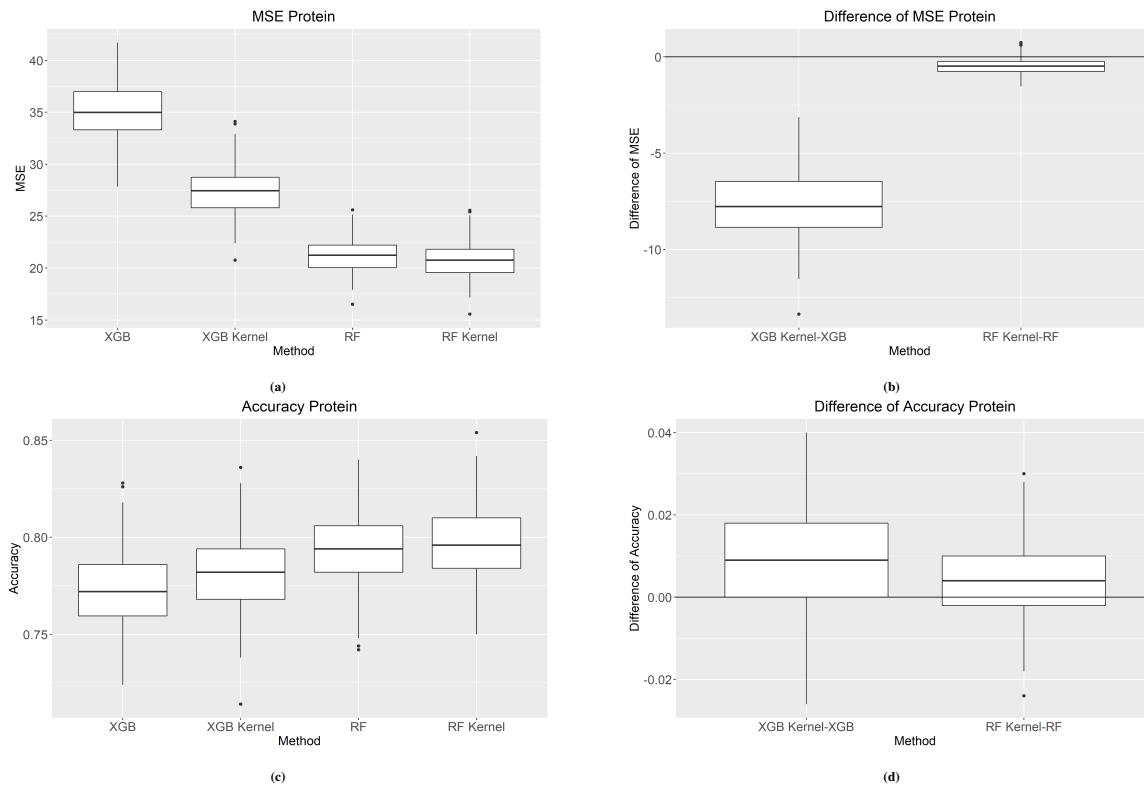 MSE Protein
40
35
30
25
20
15
MSE
XGB
XGB Kernel
RF
RF Kernel
Method
(a)
Difference of MSE Protein
0
-5
-10
Difference of MSE
XGB Kernel-XGB
RF Kernel-RF
Method
(b)
Accuracy Protein
0.85
0.80
0.75
Accuracy
XGB
XGB Kernel
RF
RF Kernel
Method
(c)
Difference of Accuracy Protein
0.04
0.02
0.00
-0.02
Difference of Accuracy
XGB Kernel-XGB
RF Kernel-RF
Method
(d)